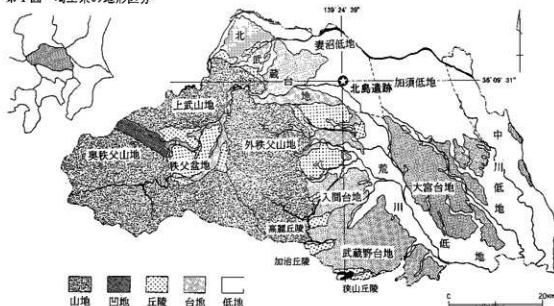 第1図 埼玉県の地形区分
139° 24′ 39″
36° 09′ 31″
北武蔵台地
妻沼低地
加須低地
北島遺跡
中川低地
上武山地
奥秩父山地
秩父盆地
外秩父山地
大宮台地
荒川低地
入間台地
高麗丘陵
武蔵野台地
加治丘陵
狭山丘陵
山地 凹地 丘陵 台地 低地
0 20